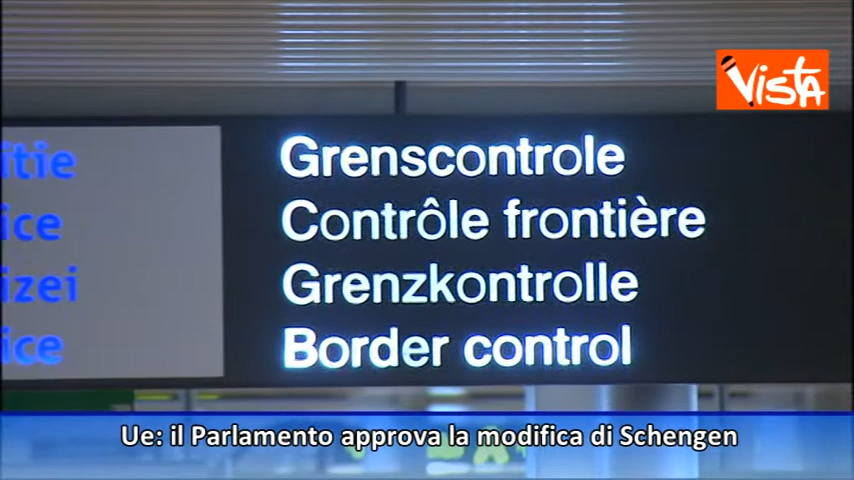 Vista
Grenscontrole
Contrôle frontière
Grenzkontrolle
Border control
Ue: il Parlamento approva la modifica di Schengen